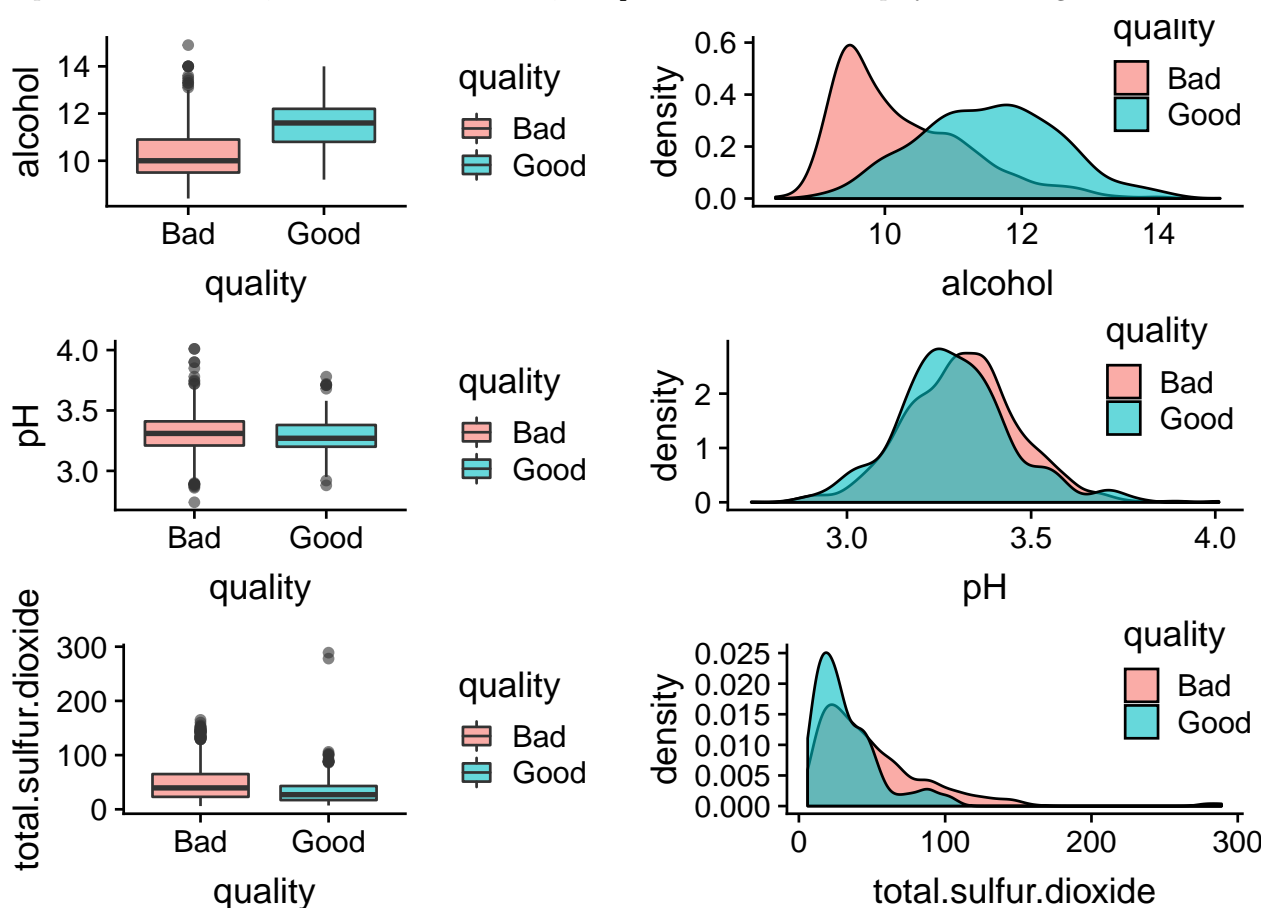 alcohol
14
12
10
Bad
Good
quality
quality
Bad
Good
density
0.6
0.4
0.2
0.0
10
12
14
alcohol
quality
Bad
Good
pH
4.0
3.5
3.0
Bad
Good
quality
quality
Bad
Good
density
2
1
0
3.0
3.5
4.0
pH
quality
Bad
Good
total.sulfur.dioxide
300
200
100
0
Bad
Good
quality
quality
Bad
Good
density
0.025
0.020
0.015
0.010
0.005
0.000
0
100
200
300
total.sulfur.dioxide
quality
Bad
Good